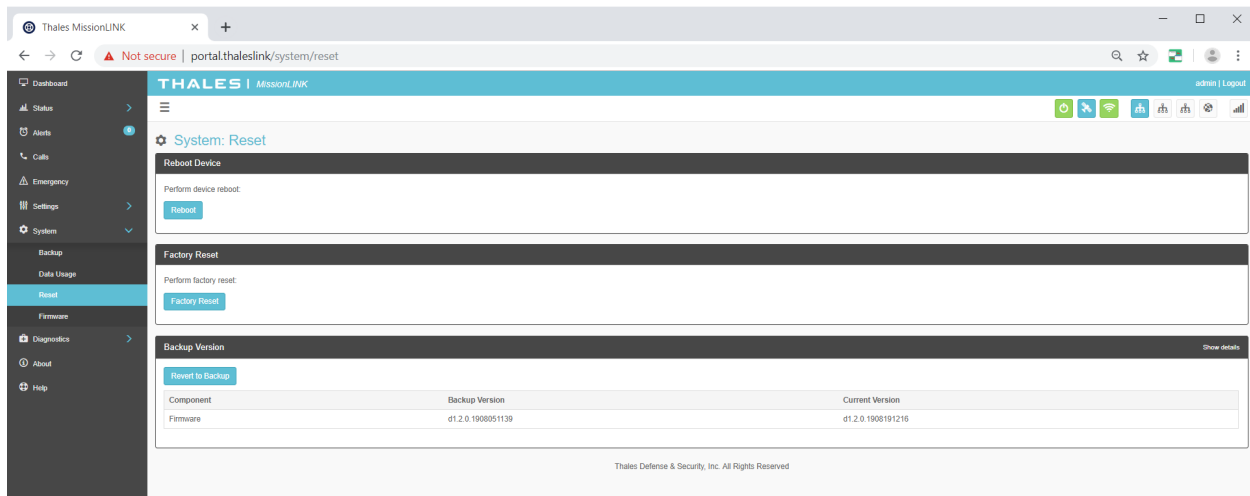 Thales MissionLINK
Not secure | portal.thaleslink/system/reset
Dashboard
THALES | MissionLINK
admin | Logout
Status
Alerts
0
Calls
Emergency
Settings
System
Backup
Data Usage
Reset
Firmware
Diagnostics
About
Help
System: Reset
Reboot Device
Perform device reboot:
Reboot
Factory Reset
Perform factory reset:
Factory Reset
Backup Version
Show details
Revert to Backup
Component Backup Version Current Version
Firmware d1.2.0.1908051139 d1.2.0.1908191216
Thales Defense & Security, Inc. All Rights Reserved